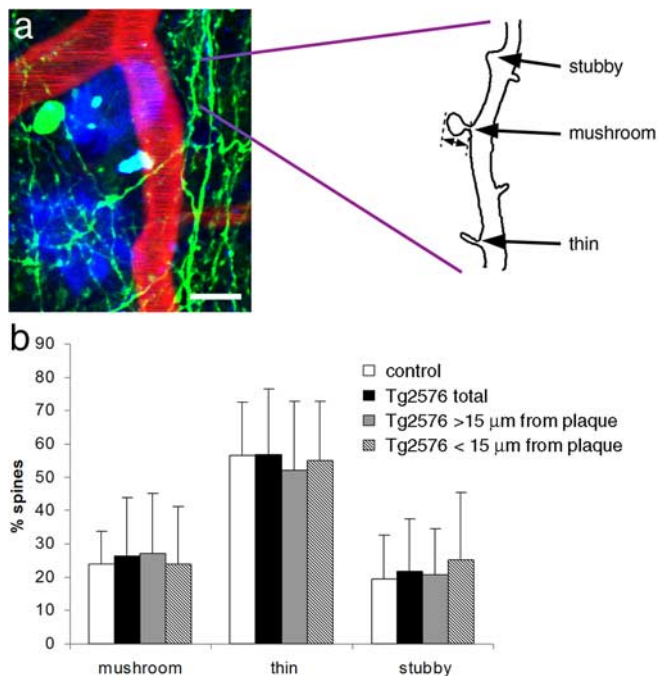 a
stubby
mushroom
thin
b
90
80
70
60
50
40
30
20
10
0
% spines
control
Tg2576 total
Tg2576 >15 µm from plaque
Tg2576 < 15 µm from plaque
mushroom thin stubby